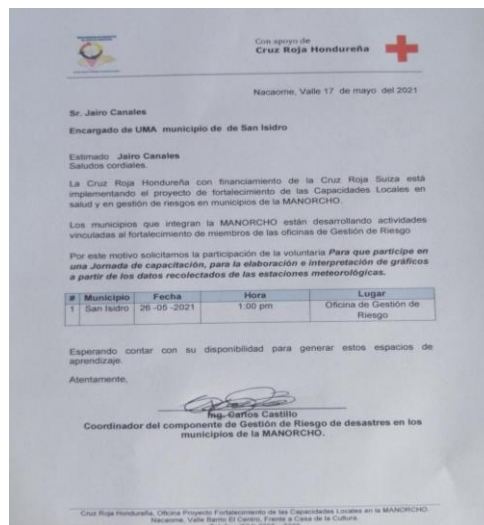 Con apoyo de
Cruz Roja Hondureña
Nacaome, Valle 17 de mayo del 2021
Sr. Jairo Canales
Encargado de UMA municipio de de San Isidro
Estimado Jairo Canales
Saludos cordiales.
La Cruz Roja Hondureña con financiamiento de la Cruz Roja Suiza está
implementando el proyecto de fortalecimiento de las Capacidades Locales en
salud y en gestión de riesgos en municipios de la MANORCHO.
Los municipios que integran la MANORCHO están desarrollando actividades
vinculadas al fortalecimiento de miembros de las oficinas de Gestión de Riesgo
Por este motivo solicitamos la participación de la voluntaria Para que participe en
una Jornada de capacitación, para la elaboración e interpretación de gráficos
a partir de los datos recolectados de las estaciones meteorológicas.
# Municipio Fecha Hora Lugar
1 San Isidro 26 -05 -2021 1:00 pm Oficina de Gestión de
Riesgo
Esperando contar con su disponibilidad para generar estos espacios de
aprendizaje.
Atentamente,
Ing. Carlos Castillo
Coordinador del componente de Gestión de Riesgo de desastres en los
municipios de la MANORCHO.
Cruz Roja Hondureña, Oficina Proyecto Fortalecimiento de las Capacidades Locales en la MANORCHO.
Nacaome, Valle Barrio El Centro, Frente a Casa de la Cultura.